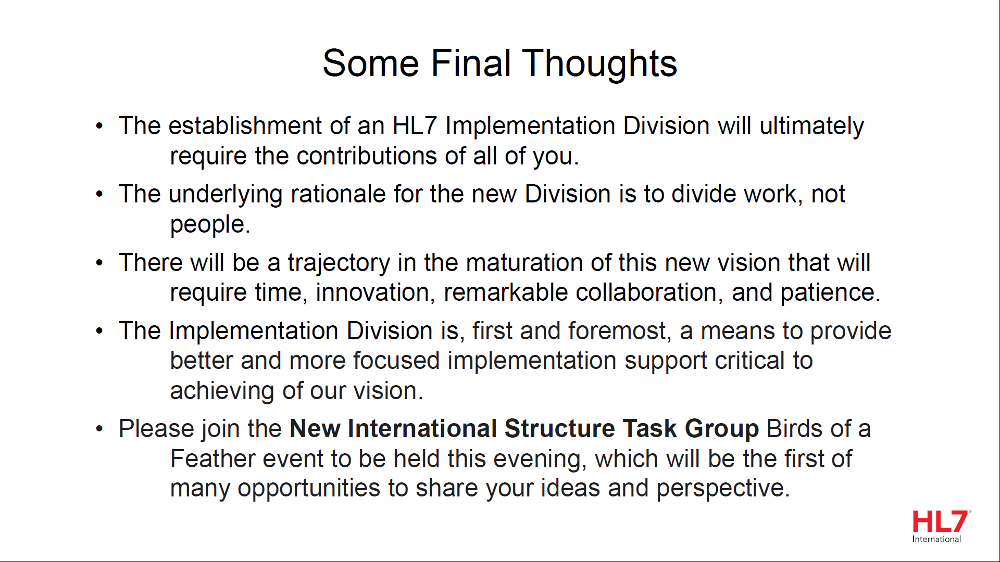 Some Final Thoughts
• The establishment of an HL7 Implementation Division will ultimately
require the contributions of all of you.
• The underlying rationale for the new Division is to divide work, not
people.
• There will be a trajectory in the maturation of this new vision that will
require time, innovation, remarkable collaboration, and patience.
• The Implementation Division is, first and foremost, a means to provide
better and more focused implementation support critical to
achieving of our vision.
• Please join the New International Structure Task Group Birds of a
Feather event to be held this evening, which will be the first of
many opportunities to share your ideas and perspective.
HL7®
International